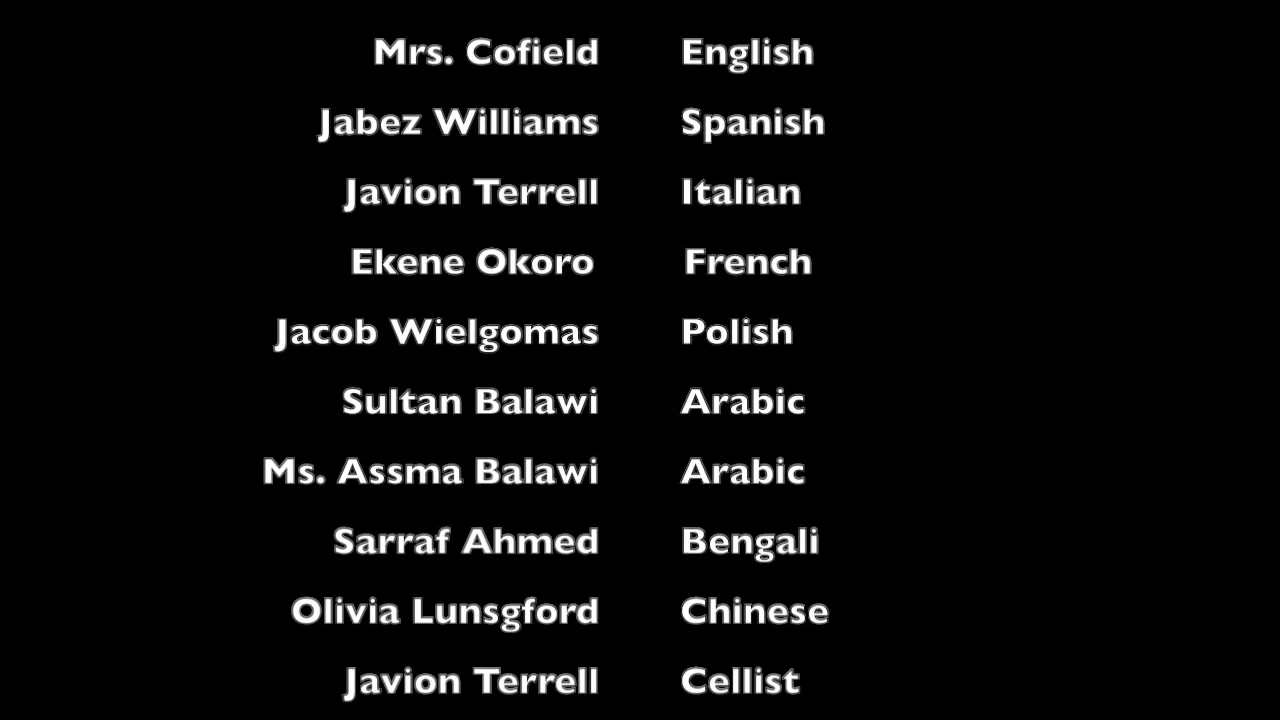 Mrs. Cofield English
Jabez Williams Spanish
Javion Terrell Italian
Ekene Okoro French
Jacob Wielgomas Polish
Sultan Balawi Arabic
Ms. Assma Balawi Arabic
Sarraf Ahmed Bengali
Olivia Lunsgford Chinese
Javion Terrell Cellist